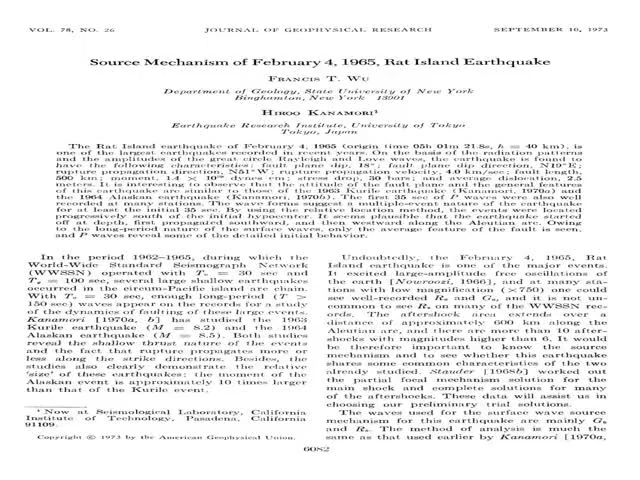 VOL. 78, NO. 26 JOURNAL OF GEOPHYSICAL RESEARCH SEPTEMBER 10, 1973
Source Mechanism of February 4, 1965, Rat Island Earthquake
FRANCIS T. WU
Department of Geology, State University of New York
Binghamton, New York 13901
HIROO KANAMORI¹
Earthquake Research Institute, University of Tokyo
Tokyo, Japan
The Rat Island earthquake of February 4, 1965 (origin time 05h 01m 21.8s, h = 40 km), is
one of the largest earthquakes recorded in recent years. On the basis of the radiation patterns
and the amplitudes of the great circle Rayleigh and Love waves, the earthquake is found to
have the following characteristics: fault plane dip, 18°; fault plane dip direction, N19°E;
rupture propagation direction, N51°W; rupture propagation velocity, 4.0 km/sec; fault length,
500 km; moment, 1.4 × 10²⁹ dynes cm; stress drop, 30 bars; and average dislocation, 2.5
meters. It is interesting to observe that the attitude of the fault plane and the general features
of this earthquake are similar to those of the 1963 Kurile earthquake (Kanamori, 1970a) and
the 1964 Alaskan earthquake (Kanamori, 1970b). The first 35 sec of P waves were also well
recorded at many stations. The wave forms suggest a multiple-event nature of the earthquake
for at least the initial 35 sec. By using the relative location method, the events were located
progressively south of the initial hypocenter. It seems plausible that the earthquake started
off at depth, first propagated southward, and then westward along the Aleutian arc. Owing
to the long-period nature of the surface waves, only the average feature of the fault is seen,
and P waves reveal some of the detailed initial behavior.
In the period 1962–1965, during which the
World-Wide Standard Seismograph Network
(WWSSN) operated with Tₛ = 30 sec and
T_g = 100 sec, several large shallow earthquakes
occurred in the circum-Pacific island arc chain.
With Tₛ = 30 sec, enough long-period (T >
150 sec) waves appear on the records for a study
of the dynamics of faulting of these large events.
Kanamori [1970a, b] has studied the 1963
Kurile earthquake (M = 8.2) and the 1964
Alaskan earthquake (M = 8.5). Both studies
reveal the shallow thrust nature of the events
and the fact that rupture propagates more or
less along the strike directions. Besides, the
studies also clearly demonstrate the relative
'size' of these earthquakes; the moment of the
Alaskan event is approximately 10 times larger
than that of the Kurile event.
¹ Now at Seismological Laboratory, California
Institute of Technology, Pasadena, California
91109.
Copyright © 1973 by the American Geophysical Union.
Undoubtedly, the February 4, 1965, Rat
Island earthquake is one of the major events.
It excited large-amplitude free oscillations of
the earth [Nowroozi, 1966], and at many sta-
tions with low magnification (×750) one could
see well-recorded Rₙ and Gₙ, and it is not un-
common to see Rₙ on many of the WWSSN rec-
ords. The aftershock area extends over a
distance of approximately 600 km along the
Aleutian arc, and there are more than 10 after-
shocks with magnitudes higher than 6. It would
be therefore important to know the source
mechanism and to see whether this earthquake
shares some common characteristics of the two
already studied. Stauder [1968b] worked out
the partial focal mechanism solution for the
main shock and complete solutions for many
of the aftershocks. These data will assist us in
choosing our preliminary trial solutions.
The waves used for the surface wave source
mechanism for this earthquake are mainly
and The method of analysis is much the
same as that used earlier by Kanamori [1970a,
6082